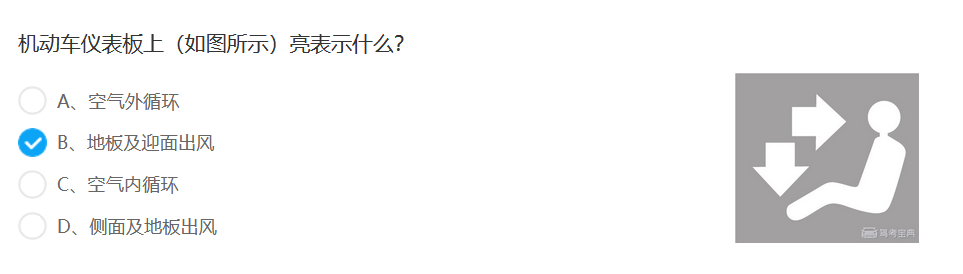 机动车仪表板上（如图所示）亮表示什么?
A、空气外循环
B、地板及迎面出风
C、空气内循环
D、侧面及地板出风
驾考宝典